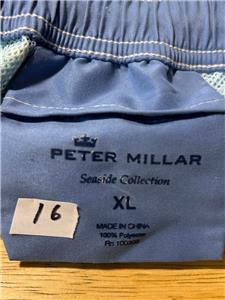 PETER MILLAR
Seaside Collection
XL
16
MADE IN CHINA
100% Polyester